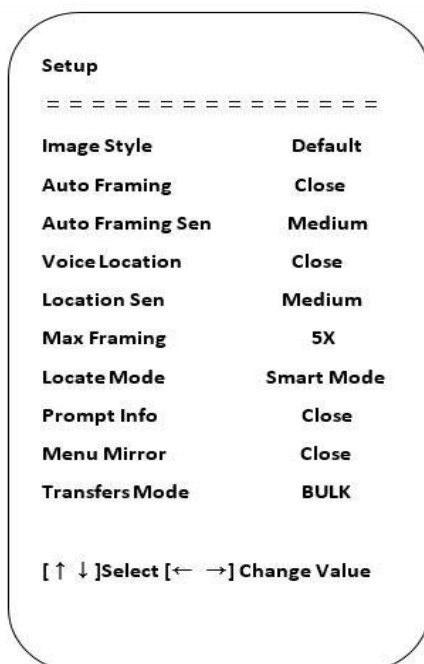 Setup
= = = = = = = = = = = = = = =
Image Style Default
Auto Framing Close
Auto Framing Sen Medium
Voice Location Close
Location Sen Medium
Max Framing 5X
Locate Mode Smart Mode
Prompt Info Close
Menu Mirror Close
Transfers Mode BULK
[ ↑ ↓ ]Select [← →] Change Value